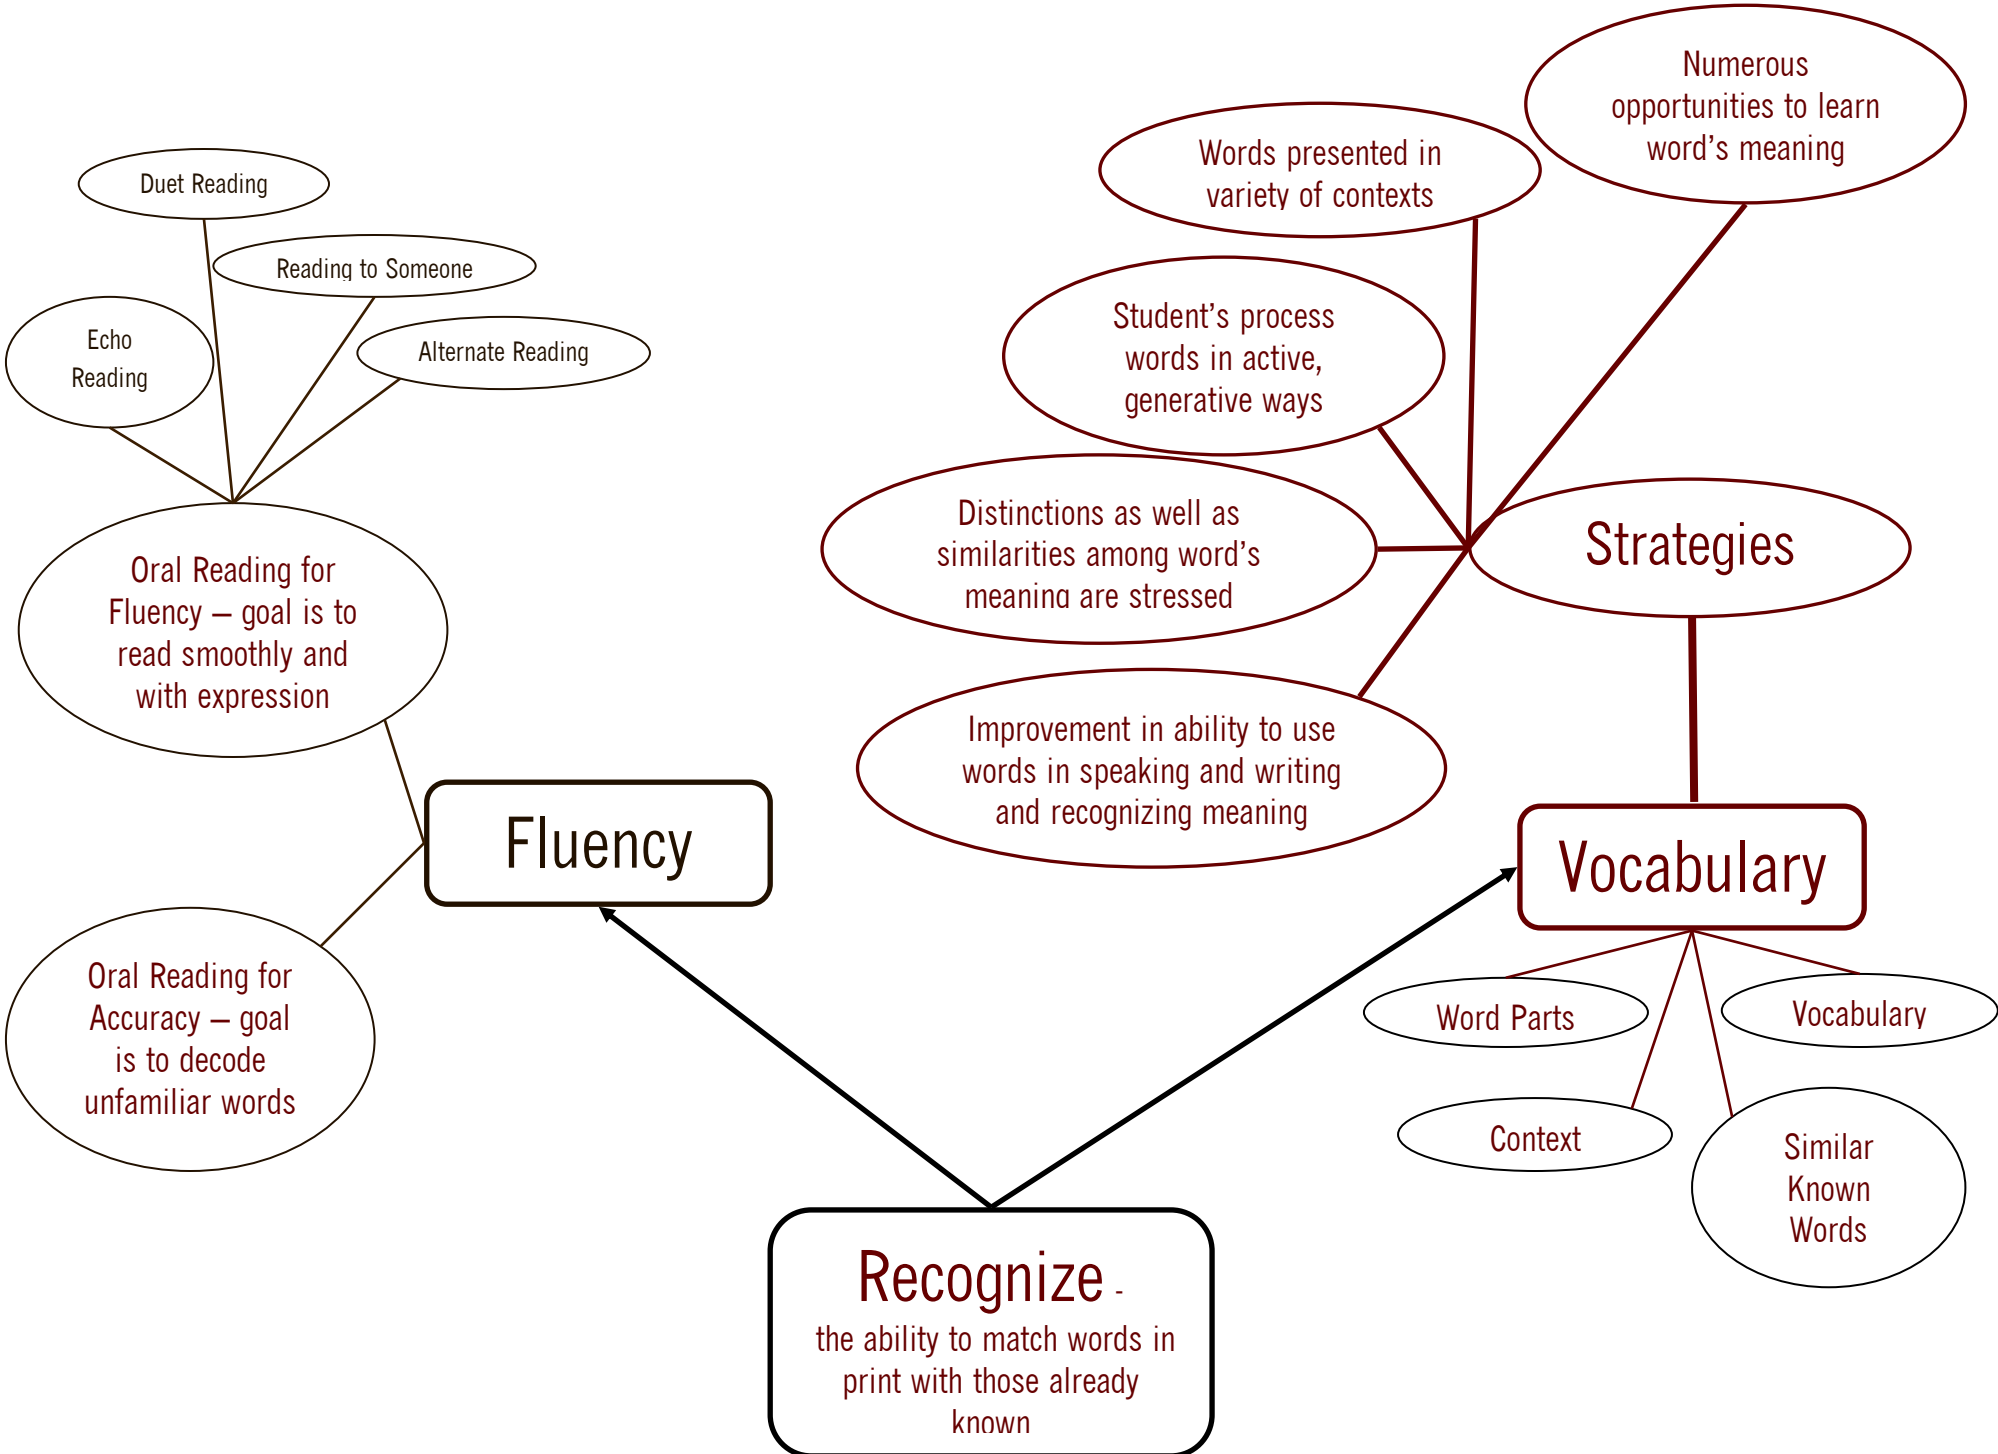 Numerous
opportunities to learn
word's meaning
Words presented in
variety of contexts
Duet Reading
Reading to Someone
Echo
Reading
Alternate Reading
Student's process
words in active,
generative ways
Distinctions as well as
similarities among word's
meaning are stressed
Strategies
Oral Reading for
Fluency – goal is to
read smoothly and
with expression
Improvement in ability to use
words in speaking and writing
and recognizing meaning
Fluency
Vocabulary
Oral Reading for
Accuracy – goal
is to decode
unfamiliar words
Word Parts
Vocabulary
Context
Similar
Known
Words
Recognize -
the ability to match words in
print with those already
known